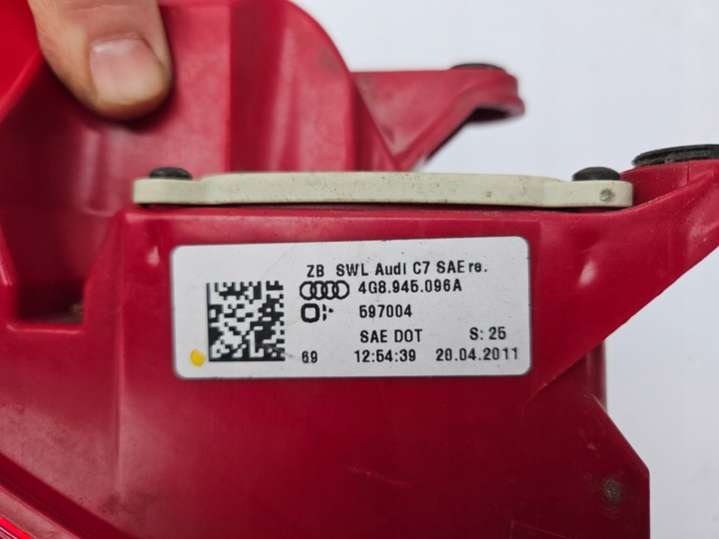 ZB SWL Audi C7 SAE re.
4G8.945.096A
597004
SAE DOT S: 25
69 12:54:39 20.04.2011